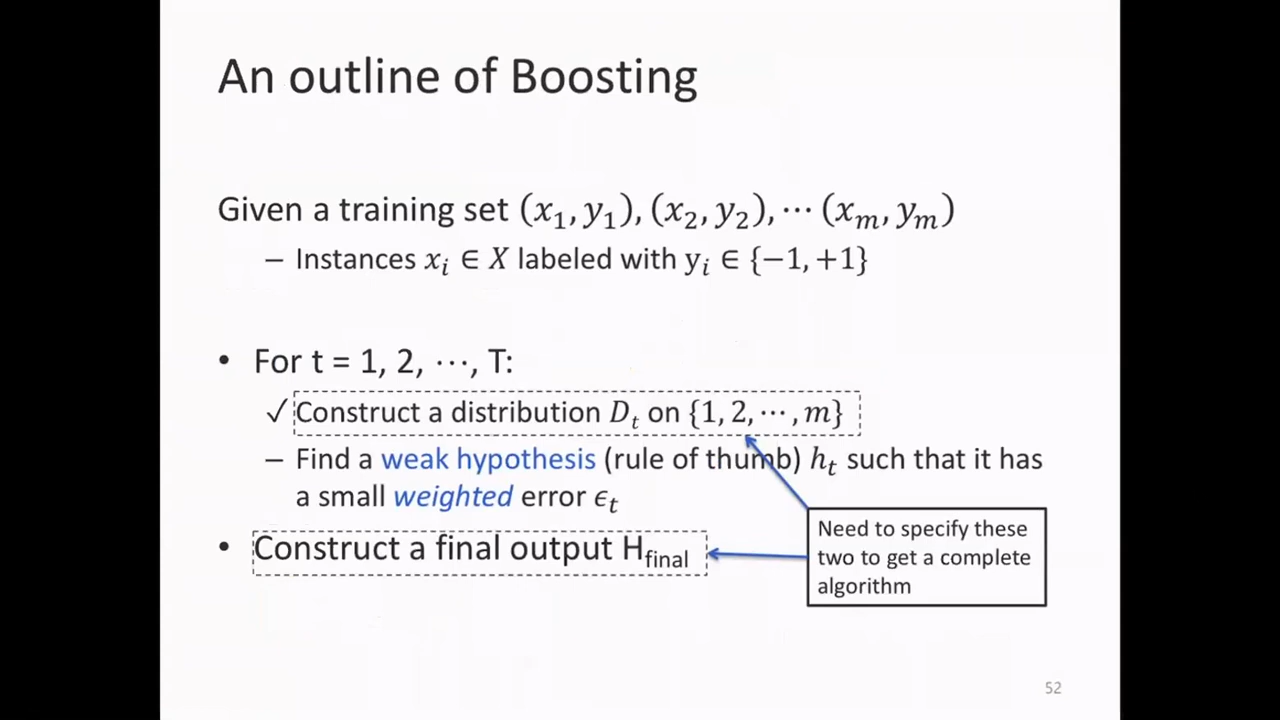 An outline of Boosting
Given a training set (x₁, y₁), (x₂, y₂), ⋯ (xₘ, yₘ)
– Instances xᵢ ∈ X labeled with yᵢ ∈ {−1, +1}
• For t = 1, 2, ⋯, T:
✓ Construct a distribution Dₜ on {1, 2, ⋯, m}
– Find a weak hypothesis (rule of thumb) hₜ such that it has
a small weighted error ϵₜ
• Construct a final output H_final
Need to specify these
two to get a complete
algorithm
52